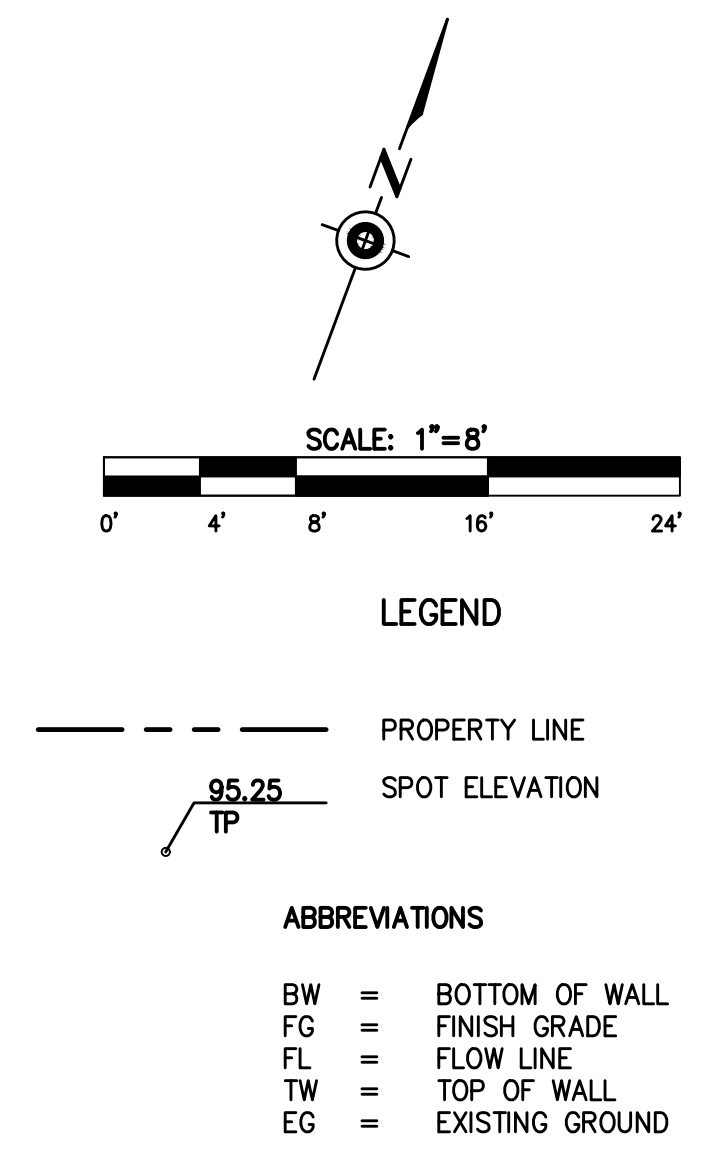 N
SCALE: 1"=8'
0' 4' 8' 16' 24'
LEGEND
PROPERTY LINE
95.25 SPOT ELEVATION
TP
ABBREVIATIONS
BW = BOTTOM OF WALL
FG = FINISH GRADE
FL = FLOW LINE
TW = TOP OF WALL
EG = EXISTING GROUND